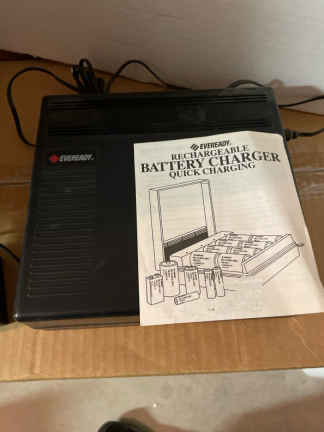 EVEREADY.
EVEREADY.
RECHARGEABLE
BATTERY CHARGER
QUICK CHARGING